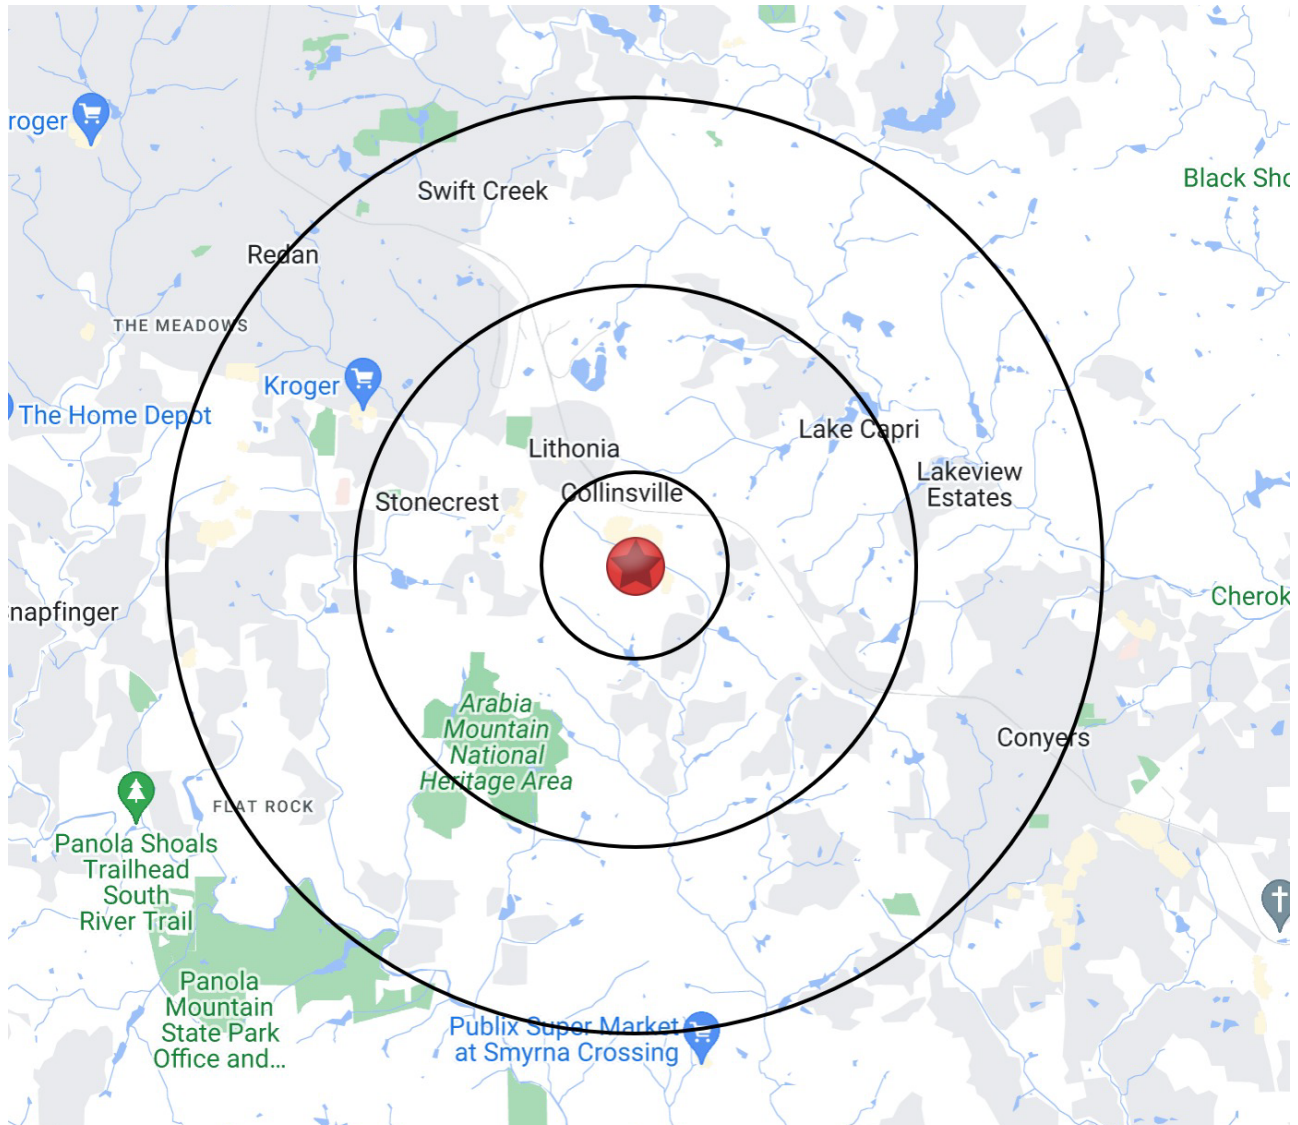 roger
Swift Creek
Black Sho
Redan
THE MEADOWS
Kroger
The Home Depot
Lithonia
Lake Capri
Collinsville
Stonecrest
Lakeview
Estates
Cherok
napfinger
Arabia
Mountain
National
Heritage Area
Conyers
FLAT ROCK
Panola Shoals
Trailhead
South
River Trail
Panola
Mountain
State Park
Office and...
Publix Super Market
at Smyrna Crossing